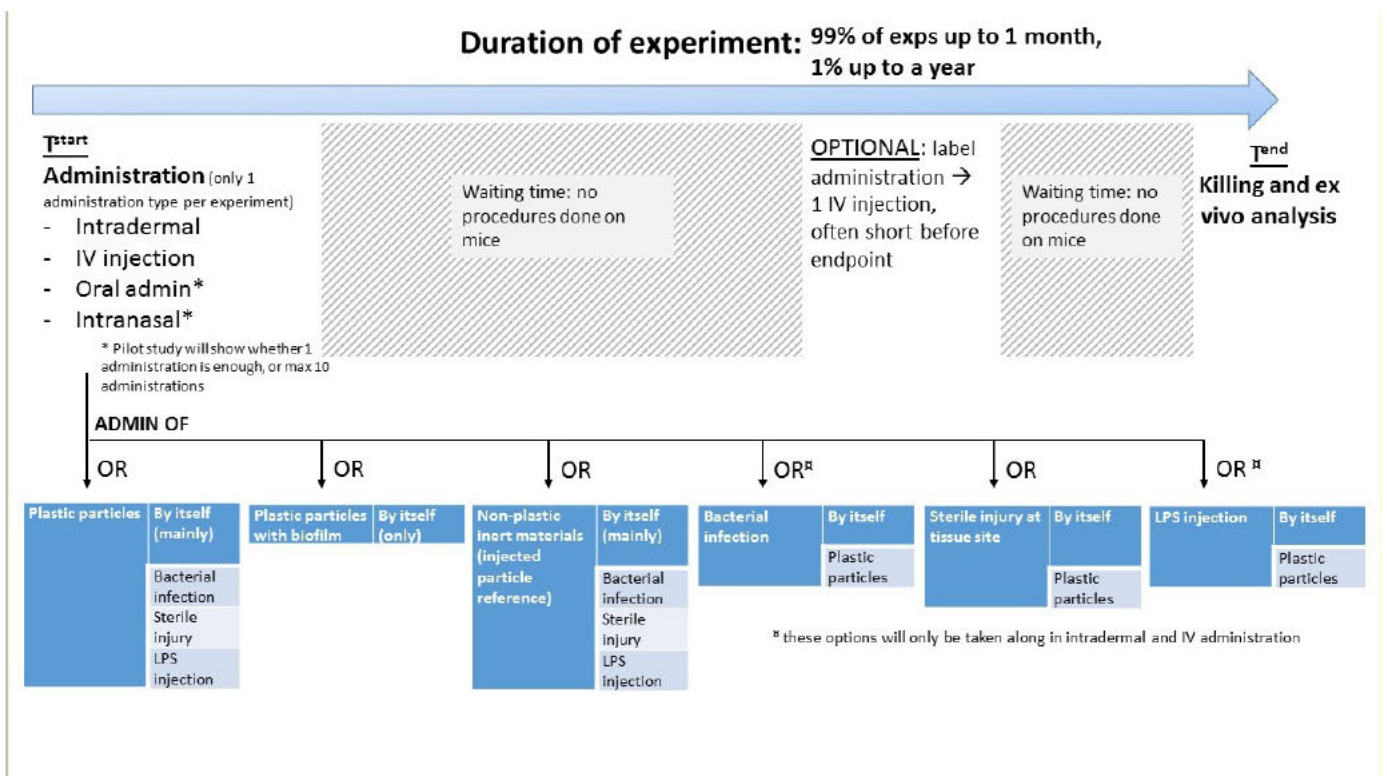 Duration of experiment: 99% of exps up to 1 month,
1% up to a year
Tstart
Administration (only 1
administration type per experiment)
- Intradermal
- IV injection
- Oral admin*
- Intranasal*
* Pilot study will show whether 1
administration is enough, or max 10
administrations
Waiting time: no
procedures done on
mice
OPTIONAL: label
administration →
1 IV injection,
often short before
endpoint
Waiting time: no
procedures done
on mice
Tend
Killing and ex
vivo analysis
ADMIN OF
OR
OR
OR
OR¤
OR
OR ¤
Plastic particles
By itself
(mainly)
Bacterial
infection
Sterile
injury
LPS
injection
Plastic particles
with biofilm
By itself
(only)
Non-plastic
inert materials
(injected
particle
reference)
By itself
(mainly)
Bacterial
infection
Sterile
injury
LPS
injection
Bacterial
infection
By itself
Plastic
particles
Sterile injury at
tissue site
By itself
Plastic
particles
LPS injection
By itself
Plastic
particles
¤ these options will only be taken along in intradermal and IV administration